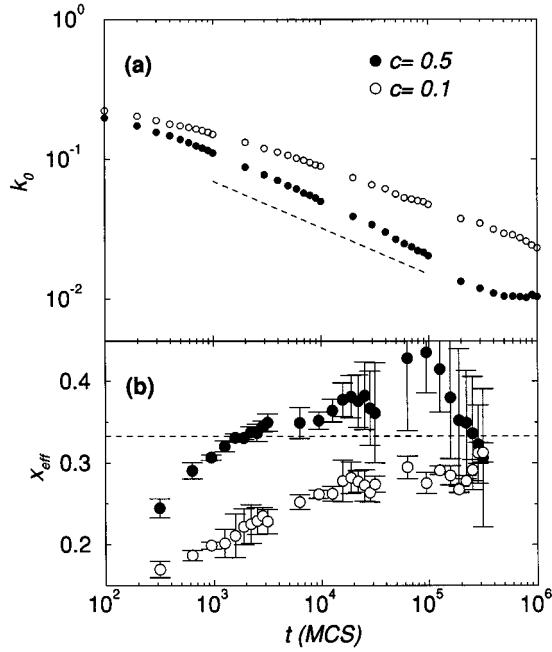 (a)
● c= 0.5
○ c= 0.1
10⁰
10⁻¹
10⁻²
k₀
(b)
0.4
0.3
0.2
x_eff
10² 10³ 10⁴ 10⁵ 10⁶
t (MCS)